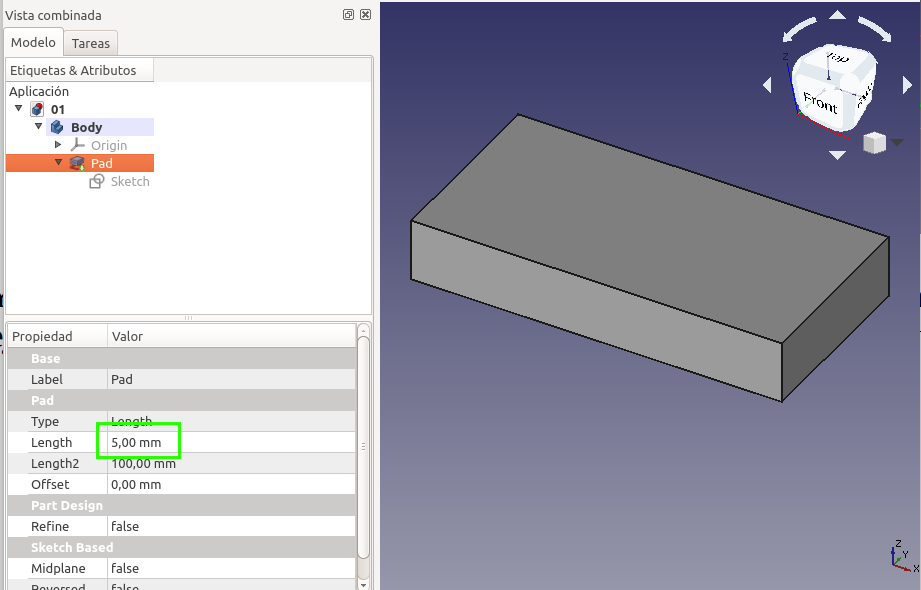 Vista combinada
Modelo
Tareas
Etiquetas & Atributos
Aplicación
01
Body
Origin
Pad
Sketch
Propiedad Valor
Base
Label Pad
Pad
Type Length
Length 5,00 mm
Length2 100,00 mm
Offset 0,00 mm
Part Design
Refine false
Sketch Based
Midplane false
Reversed false
Top
Front
Z
Z
Y
X